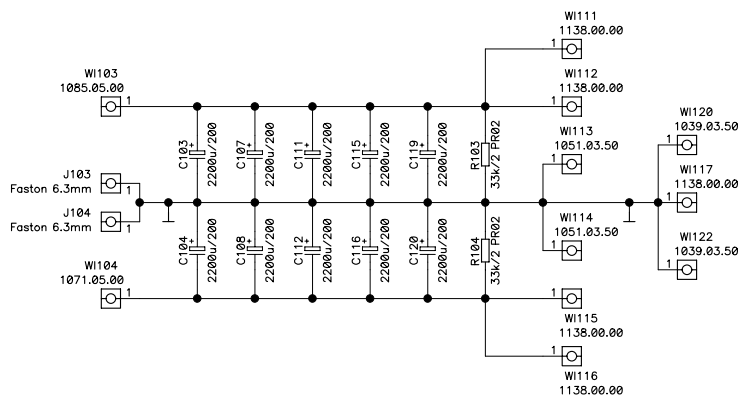 WI111
1138.00.00
1
WI103
1085.05.00
1
WI112
1138.00.00
1
C103
+
2200u/200
C107
+
2200u/200
C111
+
2200u/200
C115
+
2200u/200
C119
+
2200u/200
R103
33k/2 PR02
WI113
1051.03.50
1
WI120
1039.03.50
1
J103
Faston 6.3mm
1
WI117
1138.00.00
1
J104
Faston 6.3mm
1
C104
+
2200u/200
C108
+
2200u/200
C112
+
2200u/200
C116
+
2200u/200
C120
+
2200u/200
R104
33k/2 PR02
WI114
1051.03.50
1
WI122
1039.03.50
1
WI104
1071.05.00
1
1
WI115
1138.00.00
1
WI116
1138.00.00